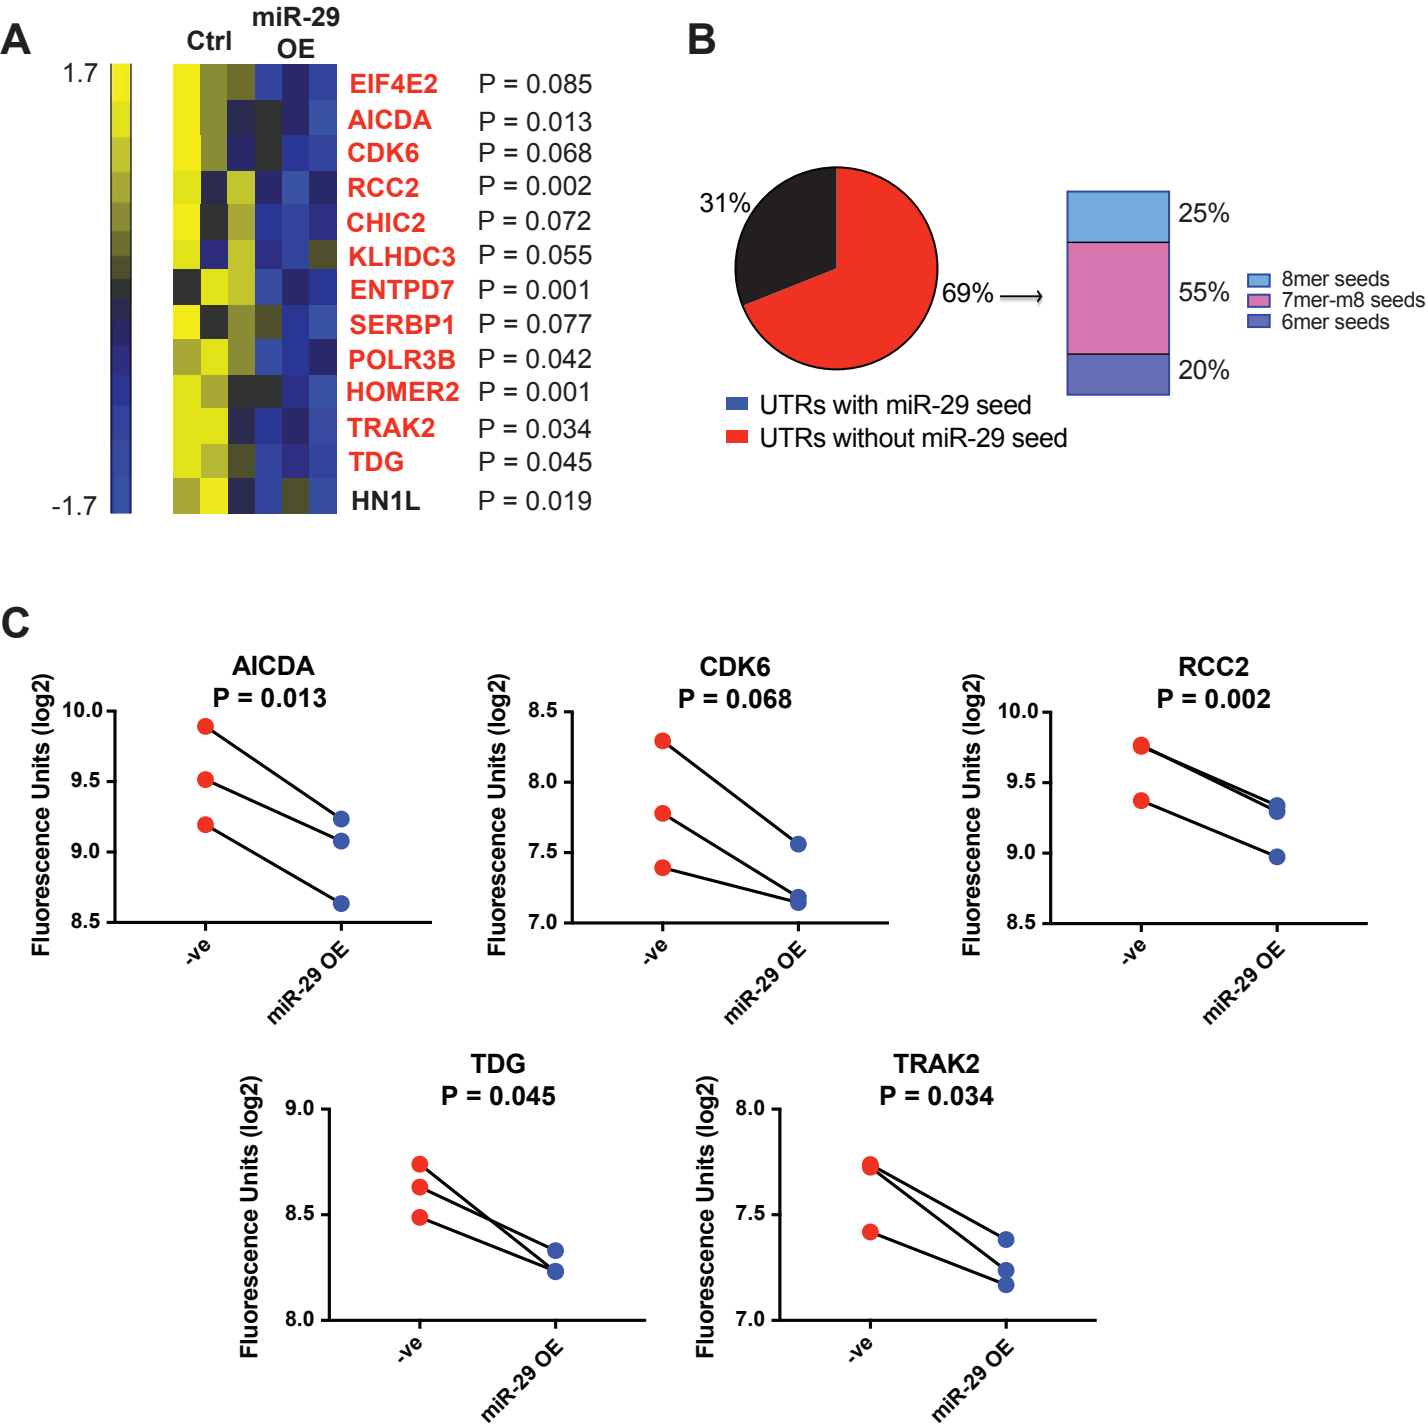 A
Ctrl
miR-29
OE
1.7
-1.7
EIF4E2 P = 0.085
AICDA P = 0.013
CDK6 P = 0.068
RCC2 P = 0.002
CHIC2 P = 0.072
KLHDC3 P = 0.055
ENTPD7 P = 0.001
SERBP1 P = 0.077
POLR3B P = 0.042
HOMER2 P = 0.001
TRAK2 P = 0.034
TDG P = 0.045
HN1L P = 0.019
B
31%
69%
UTRs with miR-29 seed
UTRs without miR-29 seed
25%
55%
20%
8mer seeds
7mer-m8 seeds
6mer seeds
C
AICDA
P = 0.013
Fluorescence Units (log2)
10.0
9.5
9.0
8.5
-ve
miR-29 OE
CDK6
P = 0.068
Fluorescence Units (log2)
8.5
8.0
7.5
7.0
-ve
miR-29 OE
RCC2
P = 0.002
Fluorescence Units (log2)
10.0
9.5
9.0
8.5
-ve
miR-29 OE
TDG
P = 0.045
Fluorescence Units (log2)
9.0
8.5
8.0
-ve
miR-29 OE
TRAK2
P = 0.034
Fluorescence Units (log2)
8.0
7.5
7.0
-ve
miR-29 OE